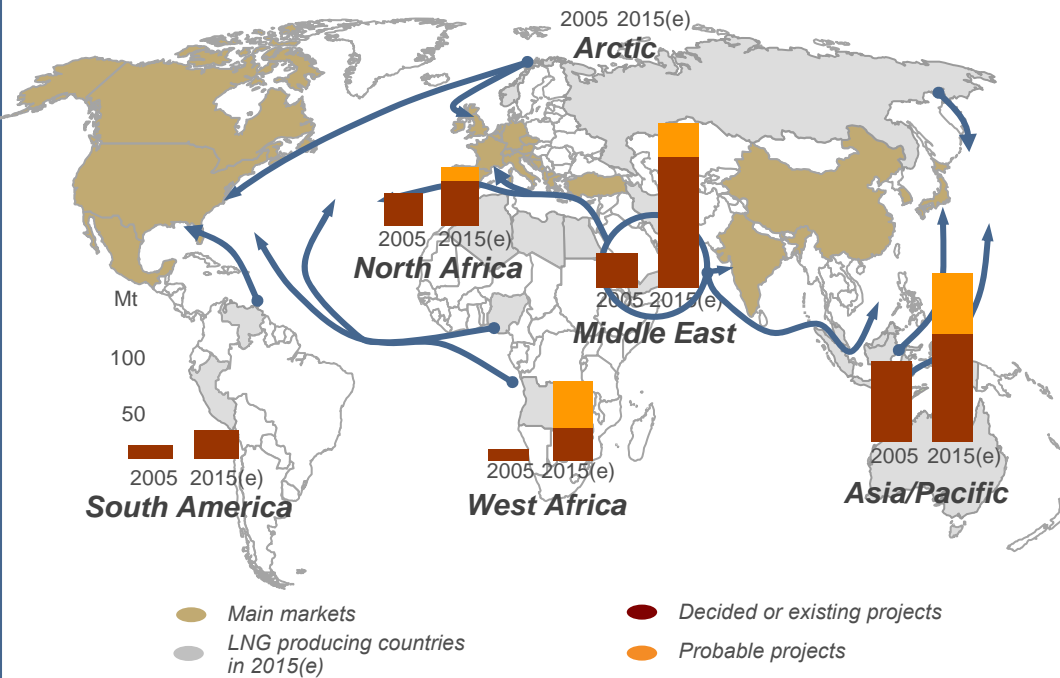 2005 2015(e)
Arctic
2005 2015(e)
North Africa
2005 2015(e)
Middle East
Mt
100
50
2005 2015(e)
South America
2005 2015(e)
West Africa
2005 2015(e)
Asia/Pacific
Main markets
LNG producing countries
in 2015(e)
Decided or existing projects
Probable projects